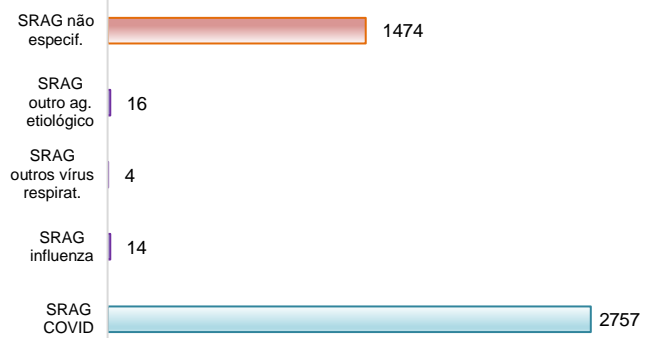 SRAG não
especif.
1474
SRAG
outro ag.
etiológico
16
SRAG
outros vírus
respirat.
4
SRAG
influenza
14
SRAG
COVID
2757